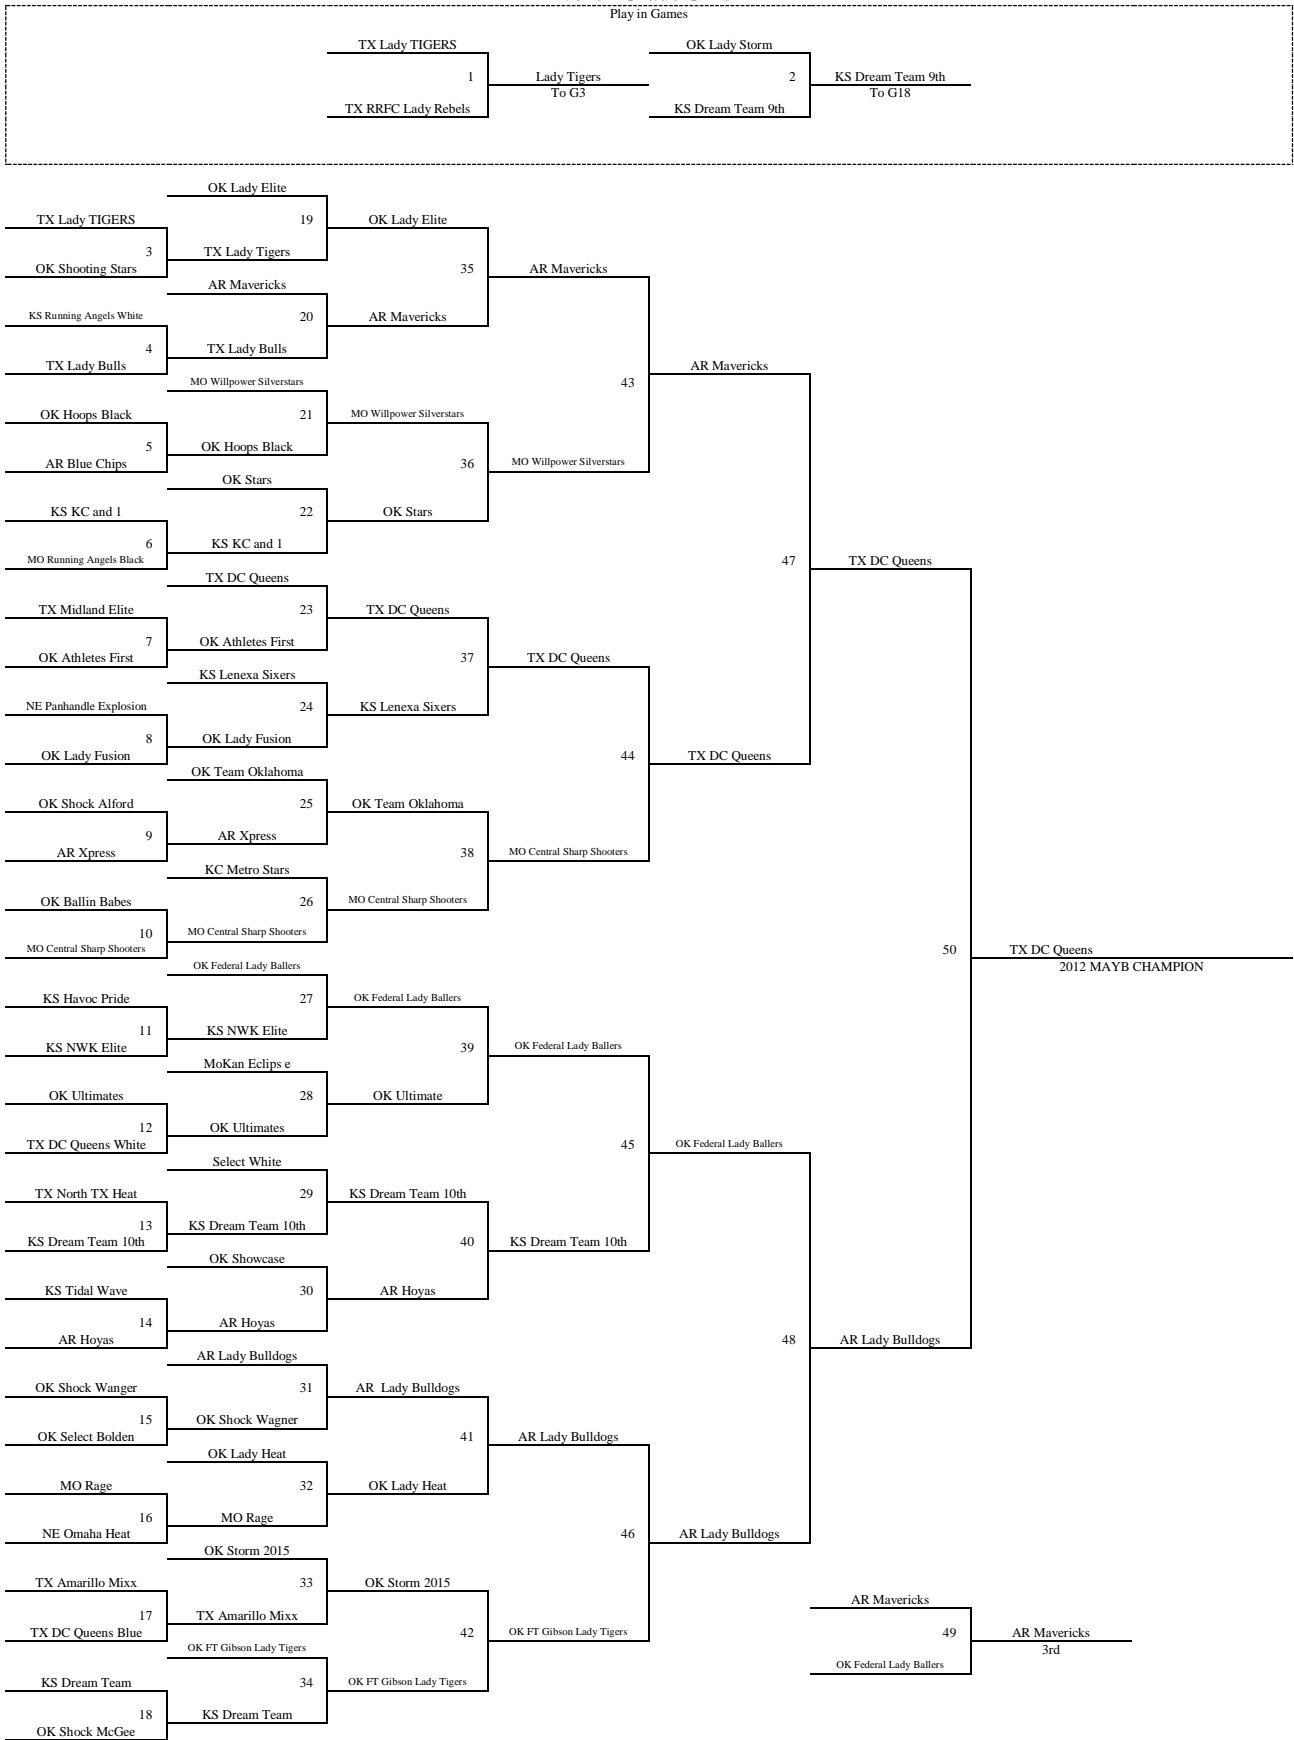 Play in Games
TX Lady TIGERS
OK Lady Storm
1
Lady Tigers
2
KS Dream Team 9th
To G3
To G18
TX RRFC Lady Rebels
KS Dream Team 9th
OK Lady Elite
TX Lady TIGERS
19
OK Lady Elite
3
TX Lady Tigers
OK Shooting Stars
35
AR Mavericks
AR Mavericks
KS Running Angels White
20
AR Mavericks
4
TX Lady Bulls
TX Lady Bulls
AR Mavericks
MO Willpower Silverstars
43
OK Hoops Black
21
MO Willpower Silverstars
5
OK Hoops Black
AR Blue Chips
36
MO Willpower Silverstars
OK Stars
KS KC and 1
22
OK Stars
6
KS KC and 1
MO Running Angels Black
47
TX DC Queens
TX DC Queens
TX Midland Elite
23
TX DC Queens
7
OK Athletes First
OK Athletes First
37
TX DC Queens
KS Lenexa Sixers
NE Panhandle Explosion
24
KS Lenexa Sixers
8
OK Lady Fusion
OK Lady Fusion
44
TX DC Queens
OK Team Oklahoma
OK Shock Alford
25
OK Team Oklahoma
9
AR Xpress
AR Xpress
38
MO Central Sharp Shooters
KC Metro Stars
OK Ballin Babes
26
MO Central Sharp Shooters
10
MO Central Sharp Shooters
MO Central Sharp Shooters
50
TX DC Queens
2012 MAYB CHAMPION
OK Federal Lady Ballers
KS Havoc Pride
27
OK Federal Lady Ballers
11
KS NWK Elite
KS NWK Elite
39
OK Federal Lady Ballers
MoKan Eclips e
OK Ultimates
28
OK Ultimate
12
OK Ultimates
TX DC Queens White
45
OK Federal Lady Ballers
Select White
TX North TX Heat
29
KS Dream Team 10th
13
KS Dream Team 10th
KS Dream Team 10th
40
KS Dream Team 10th
OK Showcase
KS Tidal Wave
30
AR Hoyas
14
AR Hoyas
AR Hoyas
48
AR Lady Bulldogs
AR Lady Bulldogs
OK Shock Wanger
31
AR Lady Bulldogs
15
OK Shock Wagner
OK Select Bolden
41
AR Lady Bulldogs
OK Lady Heat
MO Rage
32
OK Lady Heat
16
MO Rage
NE Omaha Heat
46
AR Lady Bulldogs
OK Storm 2015
TX Amarillo Mixx
33
OK Storm 2015
AR Mavericks
17
TX Amarillo Mixx
TX DC Queens Blue
42
OK FT Gibson Lady Tigers
49
AR Mavericks
3rd
OK FT Gibson Lady Tigers
OK Federal Lady Ballers
KS Dream Team
34
OK FT Gibson Lady Tigers
18
KS Dream Team
OK Shock McGee